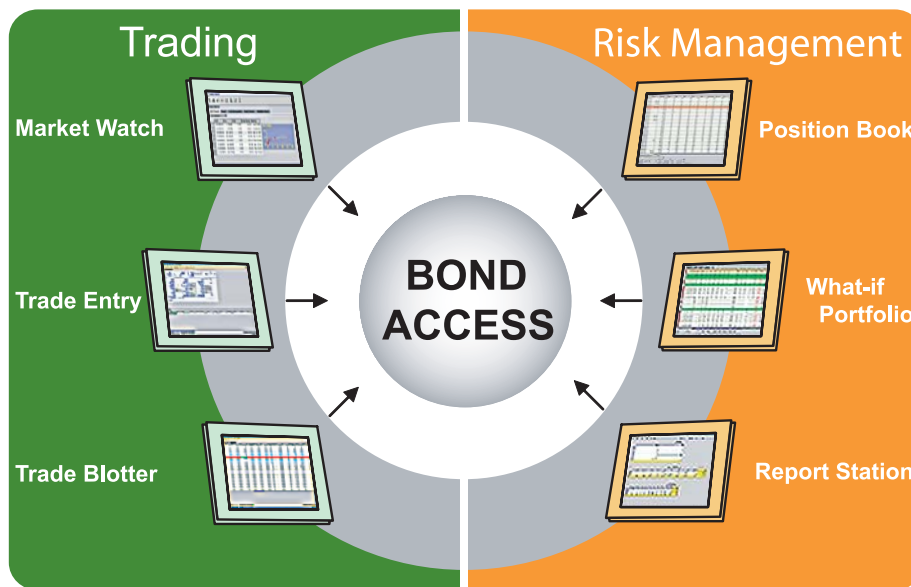 Trading
Risk Management
Market Watch
Position Book
Trade Entry
What-if
Portfolio
BOND
ACCESS
Trade Blotter
Report Station